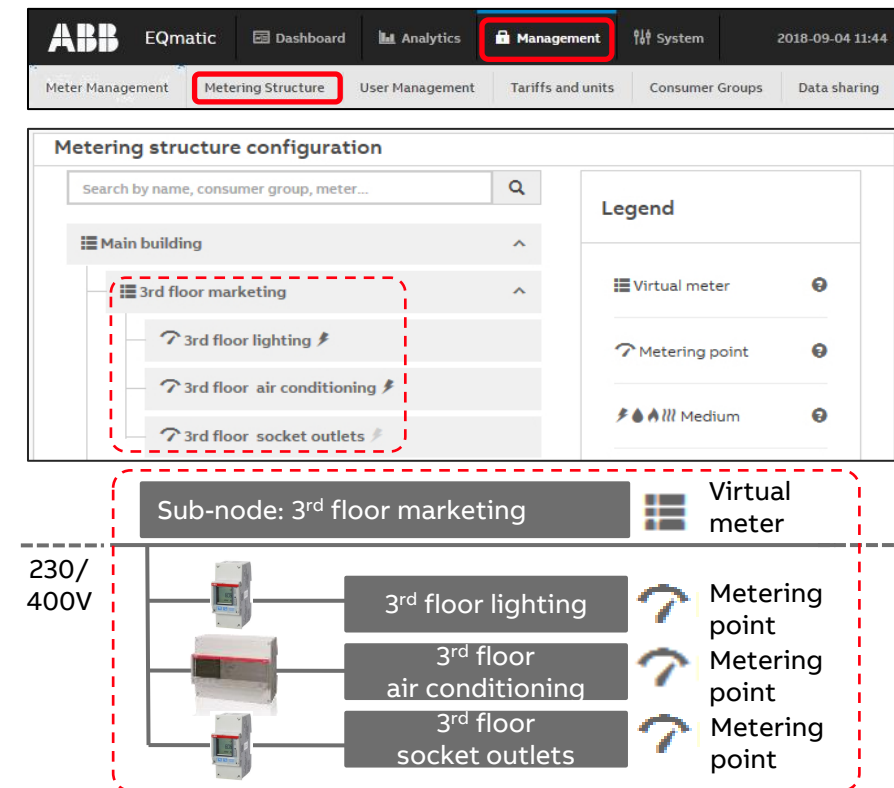 ABB EQmatic Dashboard Analytics Management System 2018-09-04 11:44
Meter Management Metering Structure User Management Tariffs and units Consumer Groups Data sharing
Metering structure configuration
Search by name, consumer group, meter...
Legend
Main building
3rd floor marketing
Virtual meter
3rd floor lighting
Metering point
3rd floor air conditioning
Medium
3rd floor socket outlets
Sub-node: 3rd floor marketing
Virtual
meter
230/
400V
3rd floor lighting
Metering
point
3rd floor
air conditioning
Metering
point
3rd floor
socket outlets
Metering
point